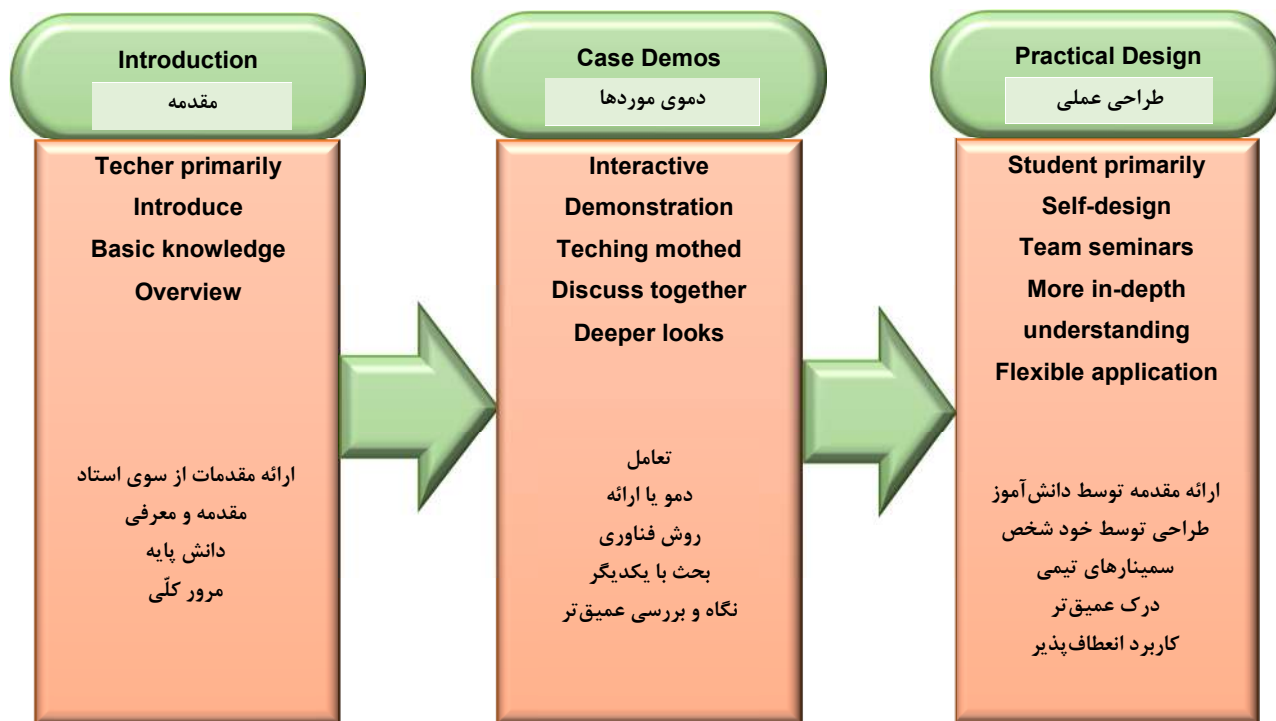 Introduction
مقدمه
Techer primarily
Introduce
Basic knowledge
Overview
ارائه مقدمات از سوی استاد
مقدمه و معرفی
دانش پایه
مرور کلّی
Case Demos
دموی موردها
Interactive
Demonstration
Teching mothed
Discuss together
Deeper looks
تعامل
دمو یا ارائه
روش فناوری
بحث با یکدیگر
نگاه و بررسی عمیق‌تر
Practical Design
طراحی عملی
Student primarily
Self-design
Team seminars
More in-depth
understanding
Flexible application
ارائه مقدمه توسط دانش‌آموز
طراحی توسط خود شخص
سمینارهای تیمی
درک عمیق‌تر
کاربرد انعطاف‌پذیر